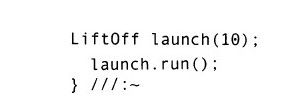 LiftOff launch(10);
launch.run();
} ///:~